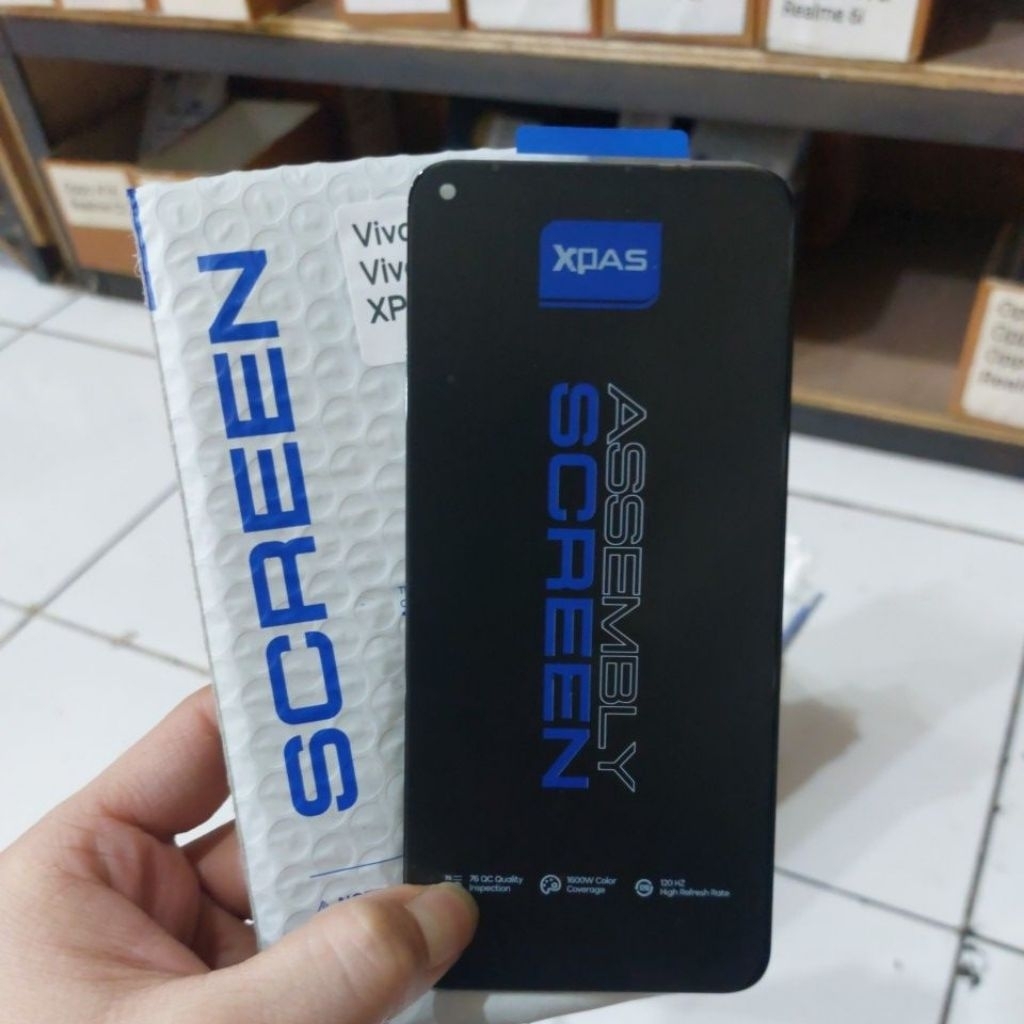 Realme 6i
Vivo
Viv
XP
SCREEN
XPAS
ASSEMBLY
SCREEN
76 QC Quality
Inspection
1600W Color
Coverage
120 HZ
High Refresh Rate